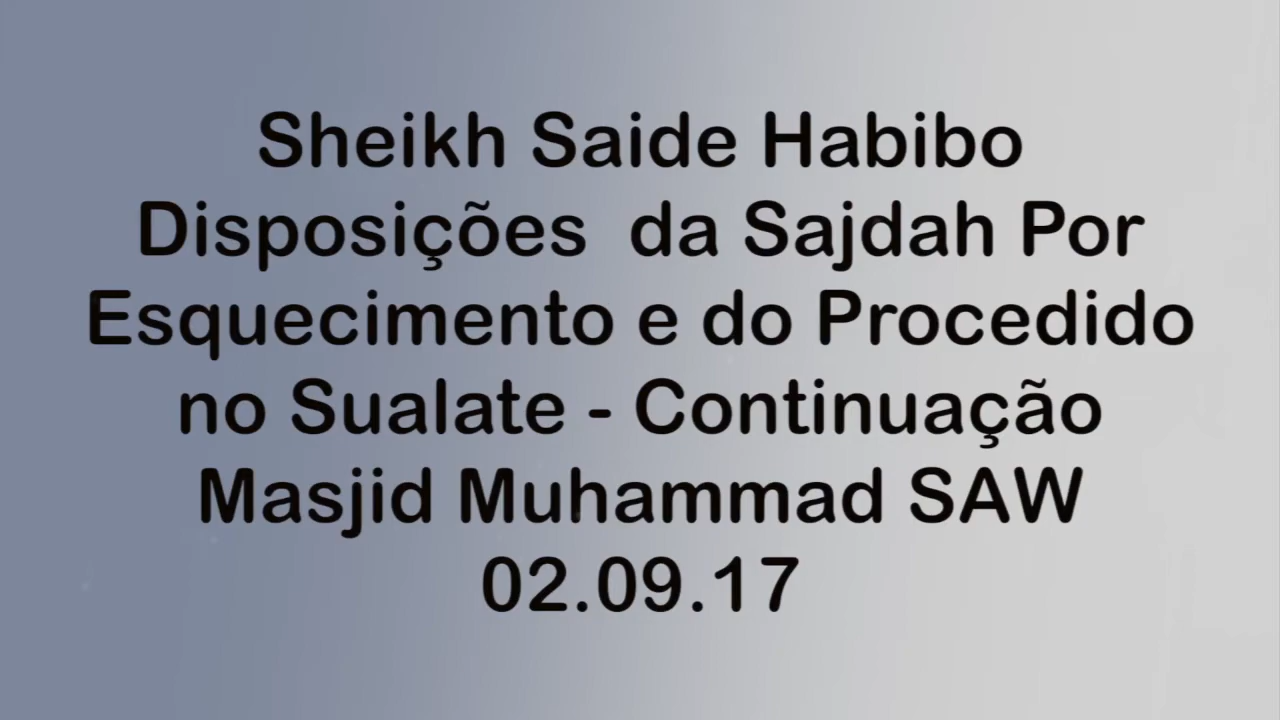 Sheikh Saide Habibo
Disposições  da Sajdah Por
Esquecimento e do Procedido
no Sualate - Continuação
Masjid Muhammad SAW
02.09.17